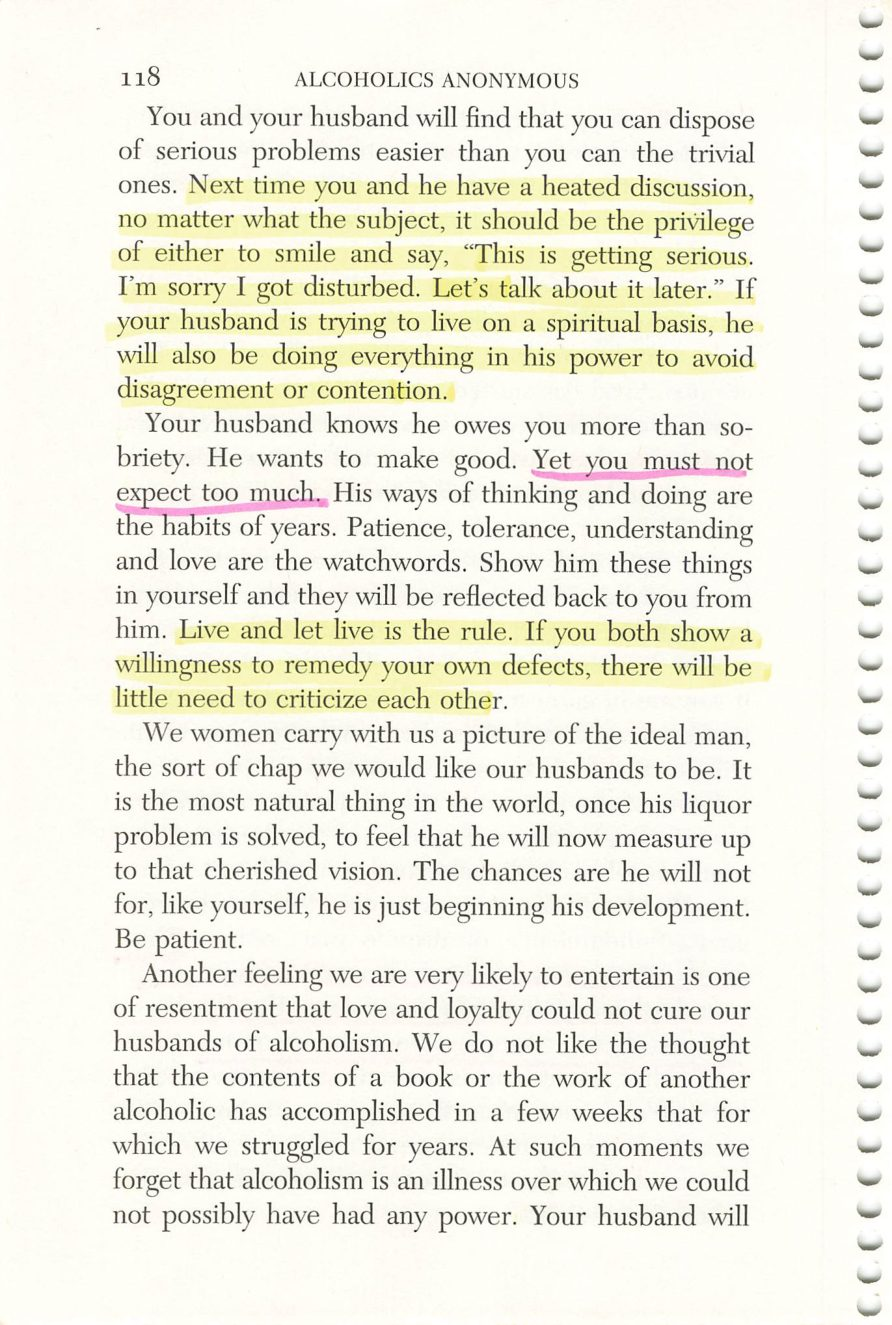 118 ALCOHOLICS ANONYMOUS
You and your husband will find that you can dispose
of serious problems easier than you can the trivial
ones. Next time you and he have a heated discussion,
no matter what the subject, it should be the privilege
of either to smile and say, “This is getting serious.
I’m sorry I got disturbed. Let’s talk about it later.” If
your husband is trying to live on a spiritual basis, he
will also be doing everything in his power to avoid
disagreement or contention.
Your husband knows he owes you more than so-
briety. He wants to make good. Yet you must not
expect too much. His ways of thinking and doing are
the habits of years. Patience, tolerance, understanding
and love are the watchwords. Show him these things
in yourself and they will be reflected back to you from
him. Live and let live is the rule. If you both show a
willingness to remedy your own defects, there will be
little need to criticize each other.
We women carry with us a picture of the ideal man,
the sort of chap we would like our husbands to be. It
is the most natural thing in the world, once his liquor
problem is solved, to feel that he will now measure up
to that cherished vision. The chances are he will not
for, like yourself, he is just beginning his development.
Be patient.
Another feeling we are very likely to entertain is one
of resentment that love and loyalty could not cure our
husbands of alcoholism. We do not like the thought
that the contents of a book or the work of another
alcoholic has accomplished in a few weeks that for
which we struggled for years. At such moments we
forget that alcoholism is an illness over which we could
not possibly have had any power. Your husband will